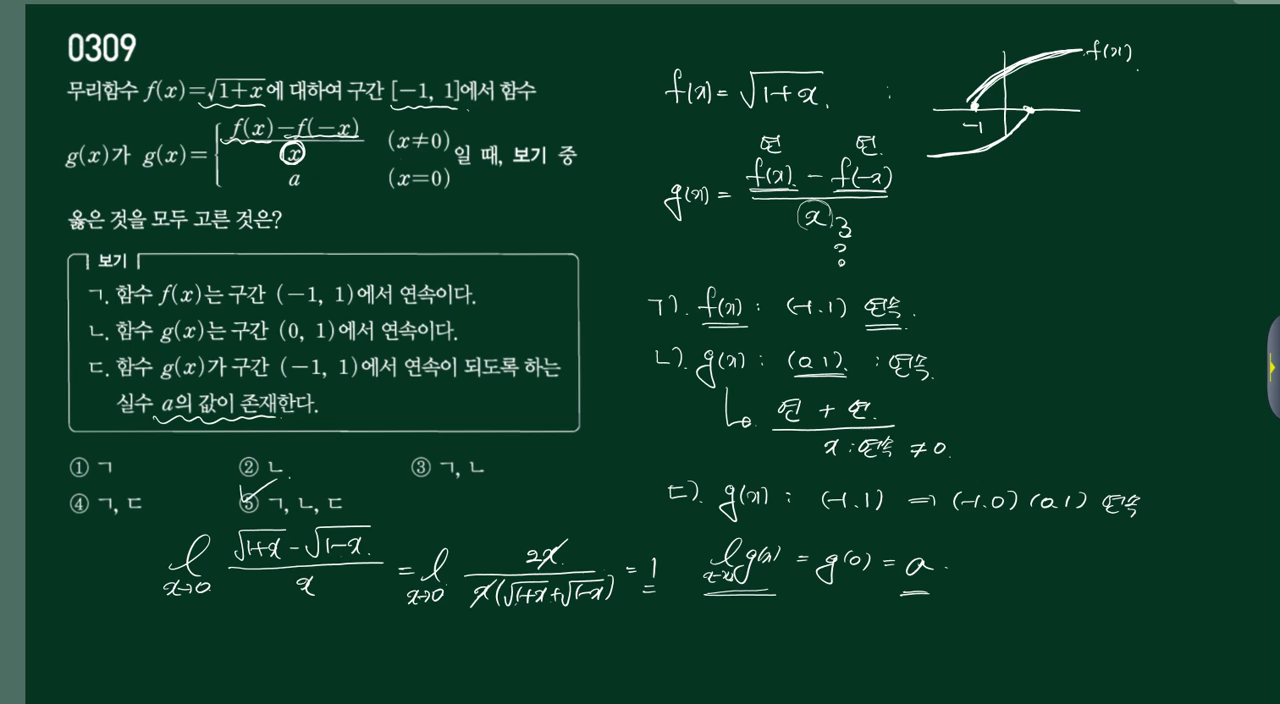 0309
무리함수 f(x)=√1+x에 대하여 구간 [−1, 1]에서 함수
g(x)가 g(x)={ f(x)−f(−x) / x (x≠0)
a (x=0) 일 때, 보기 중
옳은 것을 모두 고른 것은?
보기
ㄱ. 함수 f(x)는 구간 (−1, 1)에서 연속이다.
ㄴ. 함수 g(x)는 구간 (0, 1)에서 연속이다.
ㄷ. 함수 g(x)가 구간 (−1, 1)에서 연속이 되도록 하는
실수 a의 값이 존재한다.
① ㄱ ② ㄴ ③ ㄱ, ㄴ
④ ㄱ, ㄷ ⑤ ㄱ, ㄴ, ㄷ
f(x)=√1+x :
f(x)
-1
연 연
g(x) = f(x) − f(−x) / x
?
ㄱ). f(x) : (-1.1) 연속.
ㄴ). g(x) : (0,1) : 연속.
연 + 연
x : 연속 ≠0.
ㄷ). g(x) : (-1.1) ⇒ (-1.0) (0.1) 연속
l x→0 √1+x − √1−x / x = l x→0 2x / x(√1+x+√1−x) = 1
l g(x) = g(0) = a.